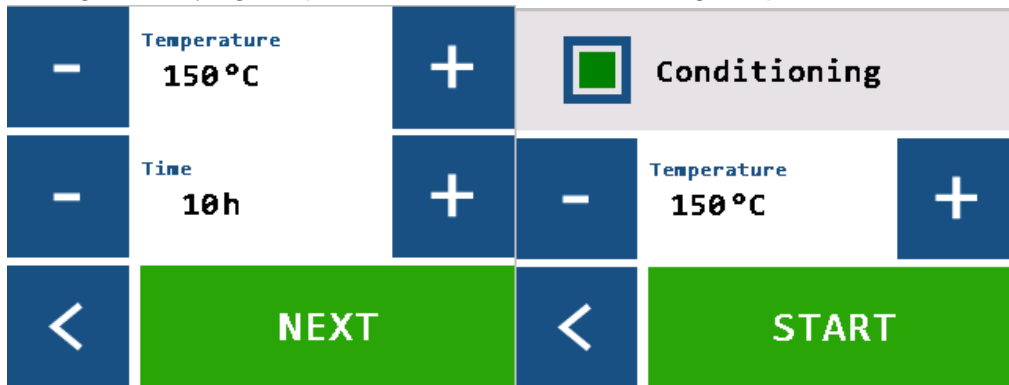 Temperature
150°C
-
+
Time
10h
-
+
<
NEXT
Conditioning
Temperature
150°C
-
+
<
START